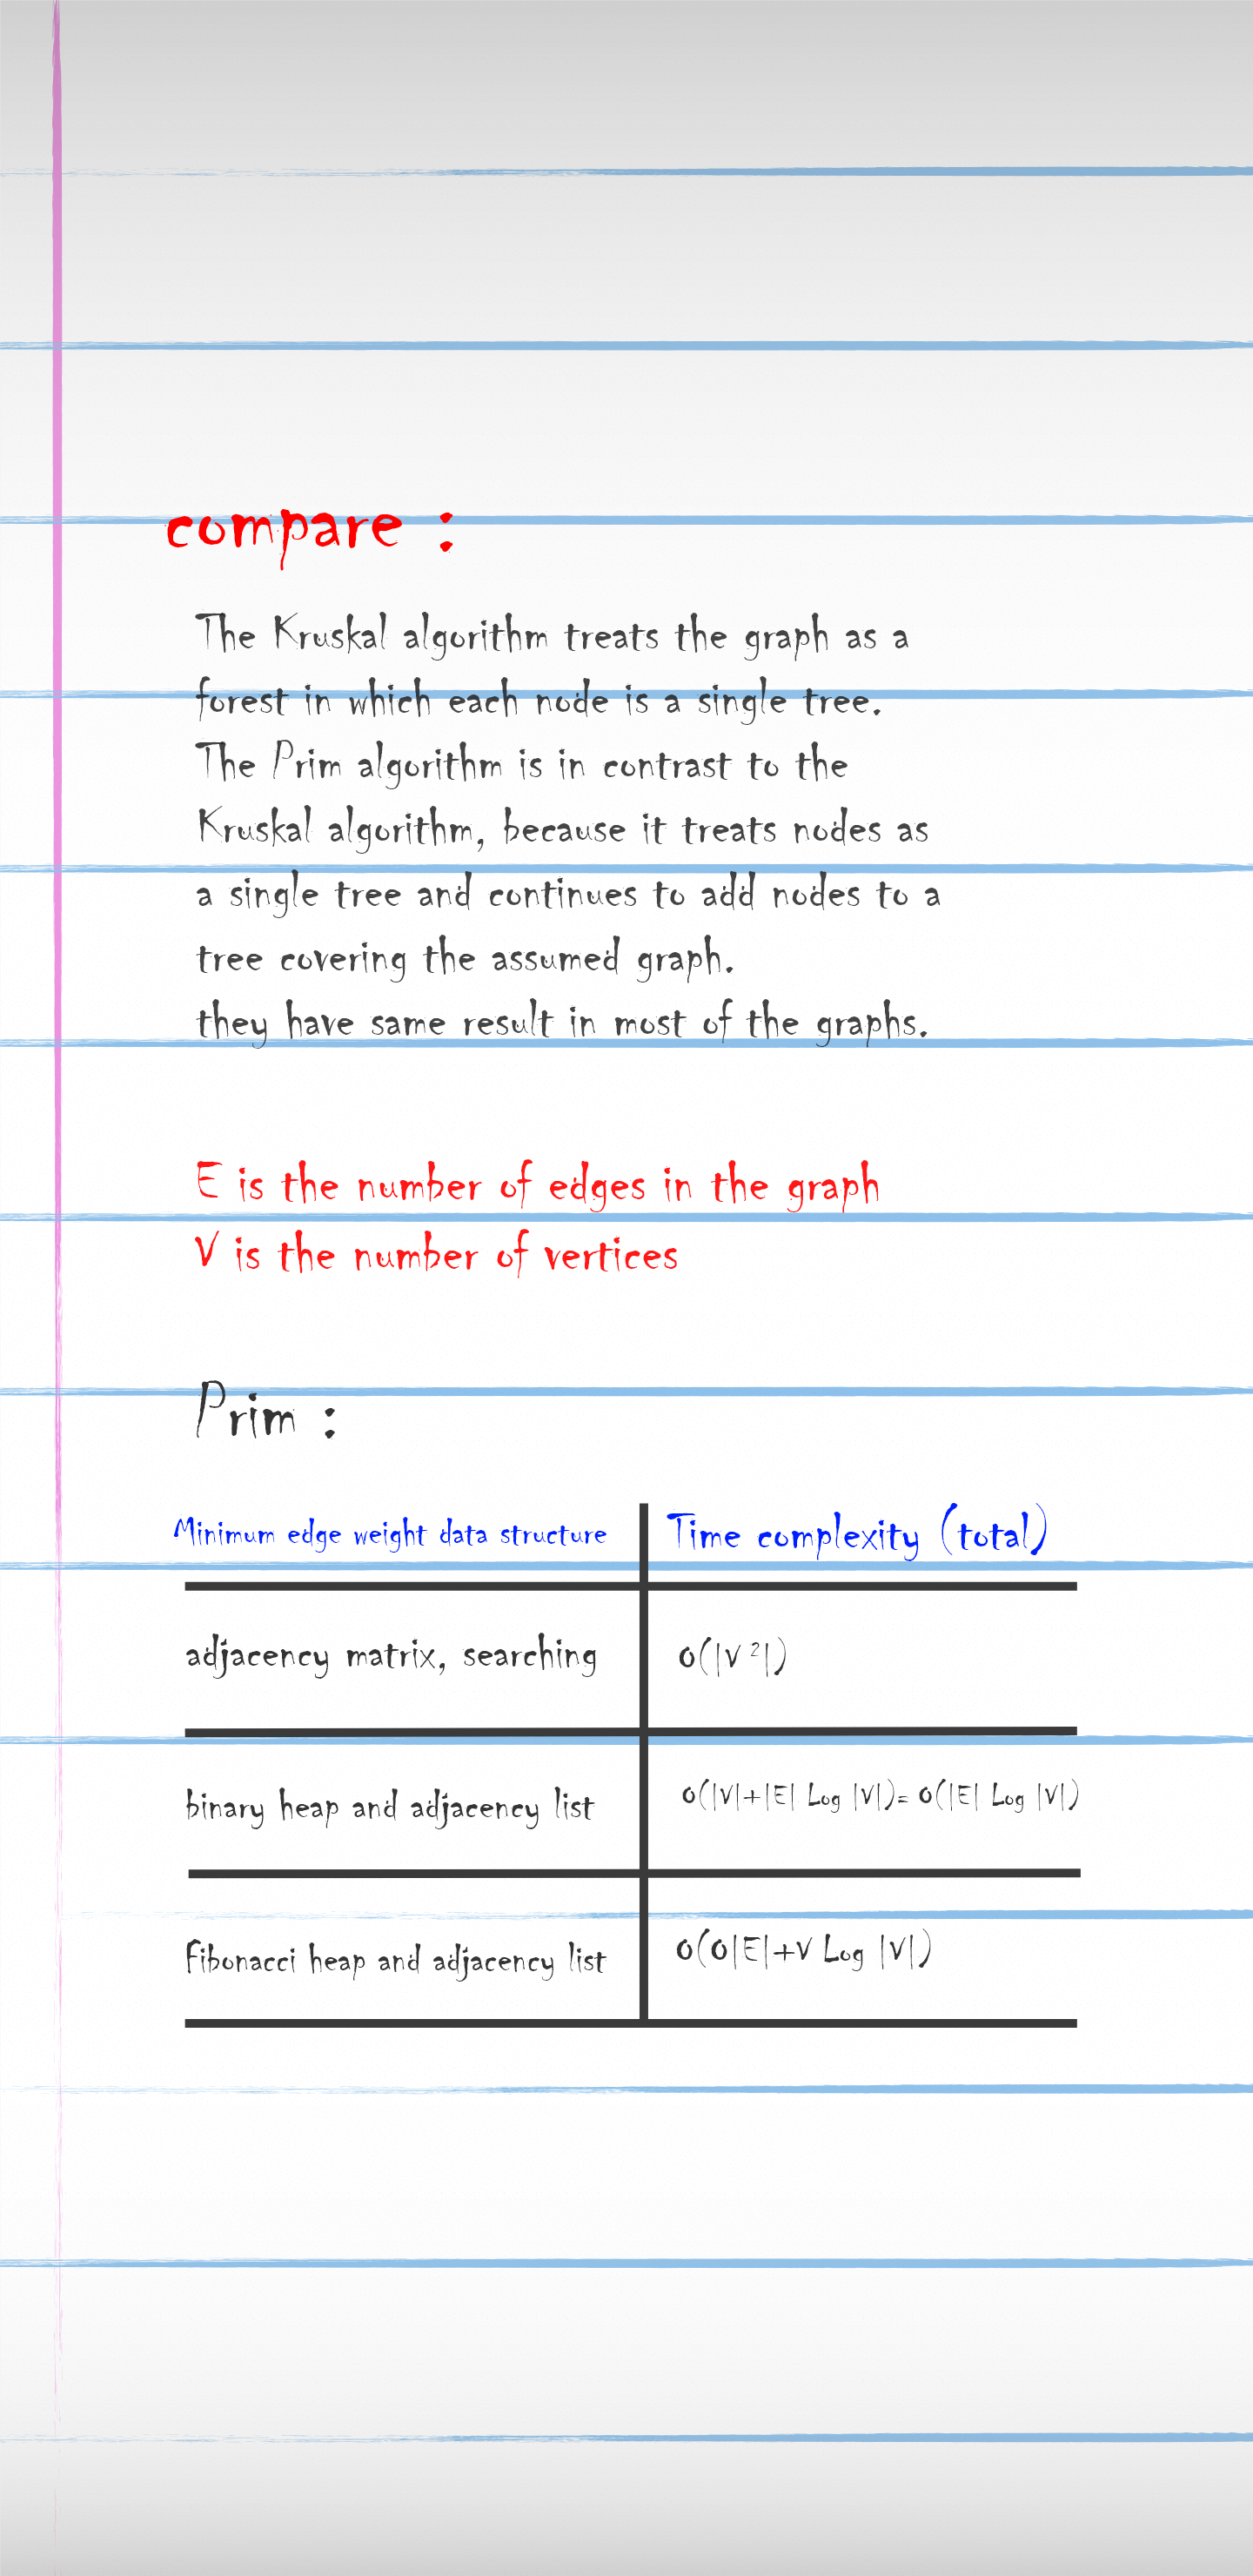 compare :
The Kruskal algorithm treats the graph as a
forest in which each node is a single tree.
The Prim algorithm is in contrast to the
Kruskal algorithm, because it treats nodes as
a single tree and continues to add nodes to a
tree covering the assumed graph.
they have same result in most of the graphs.
E is the number of edges in the graph
V is the number of vertices
Prim :
Minimum edge weight data structure Time complexity (total)
adjacency matrix, searching O(|V ²|)
binary heap and adjacency list O(|V|+|E| Log |V|)= O(|E| Log |V|)
Fibonacci heap and adjacency list O(O|E|+V Log |V|)